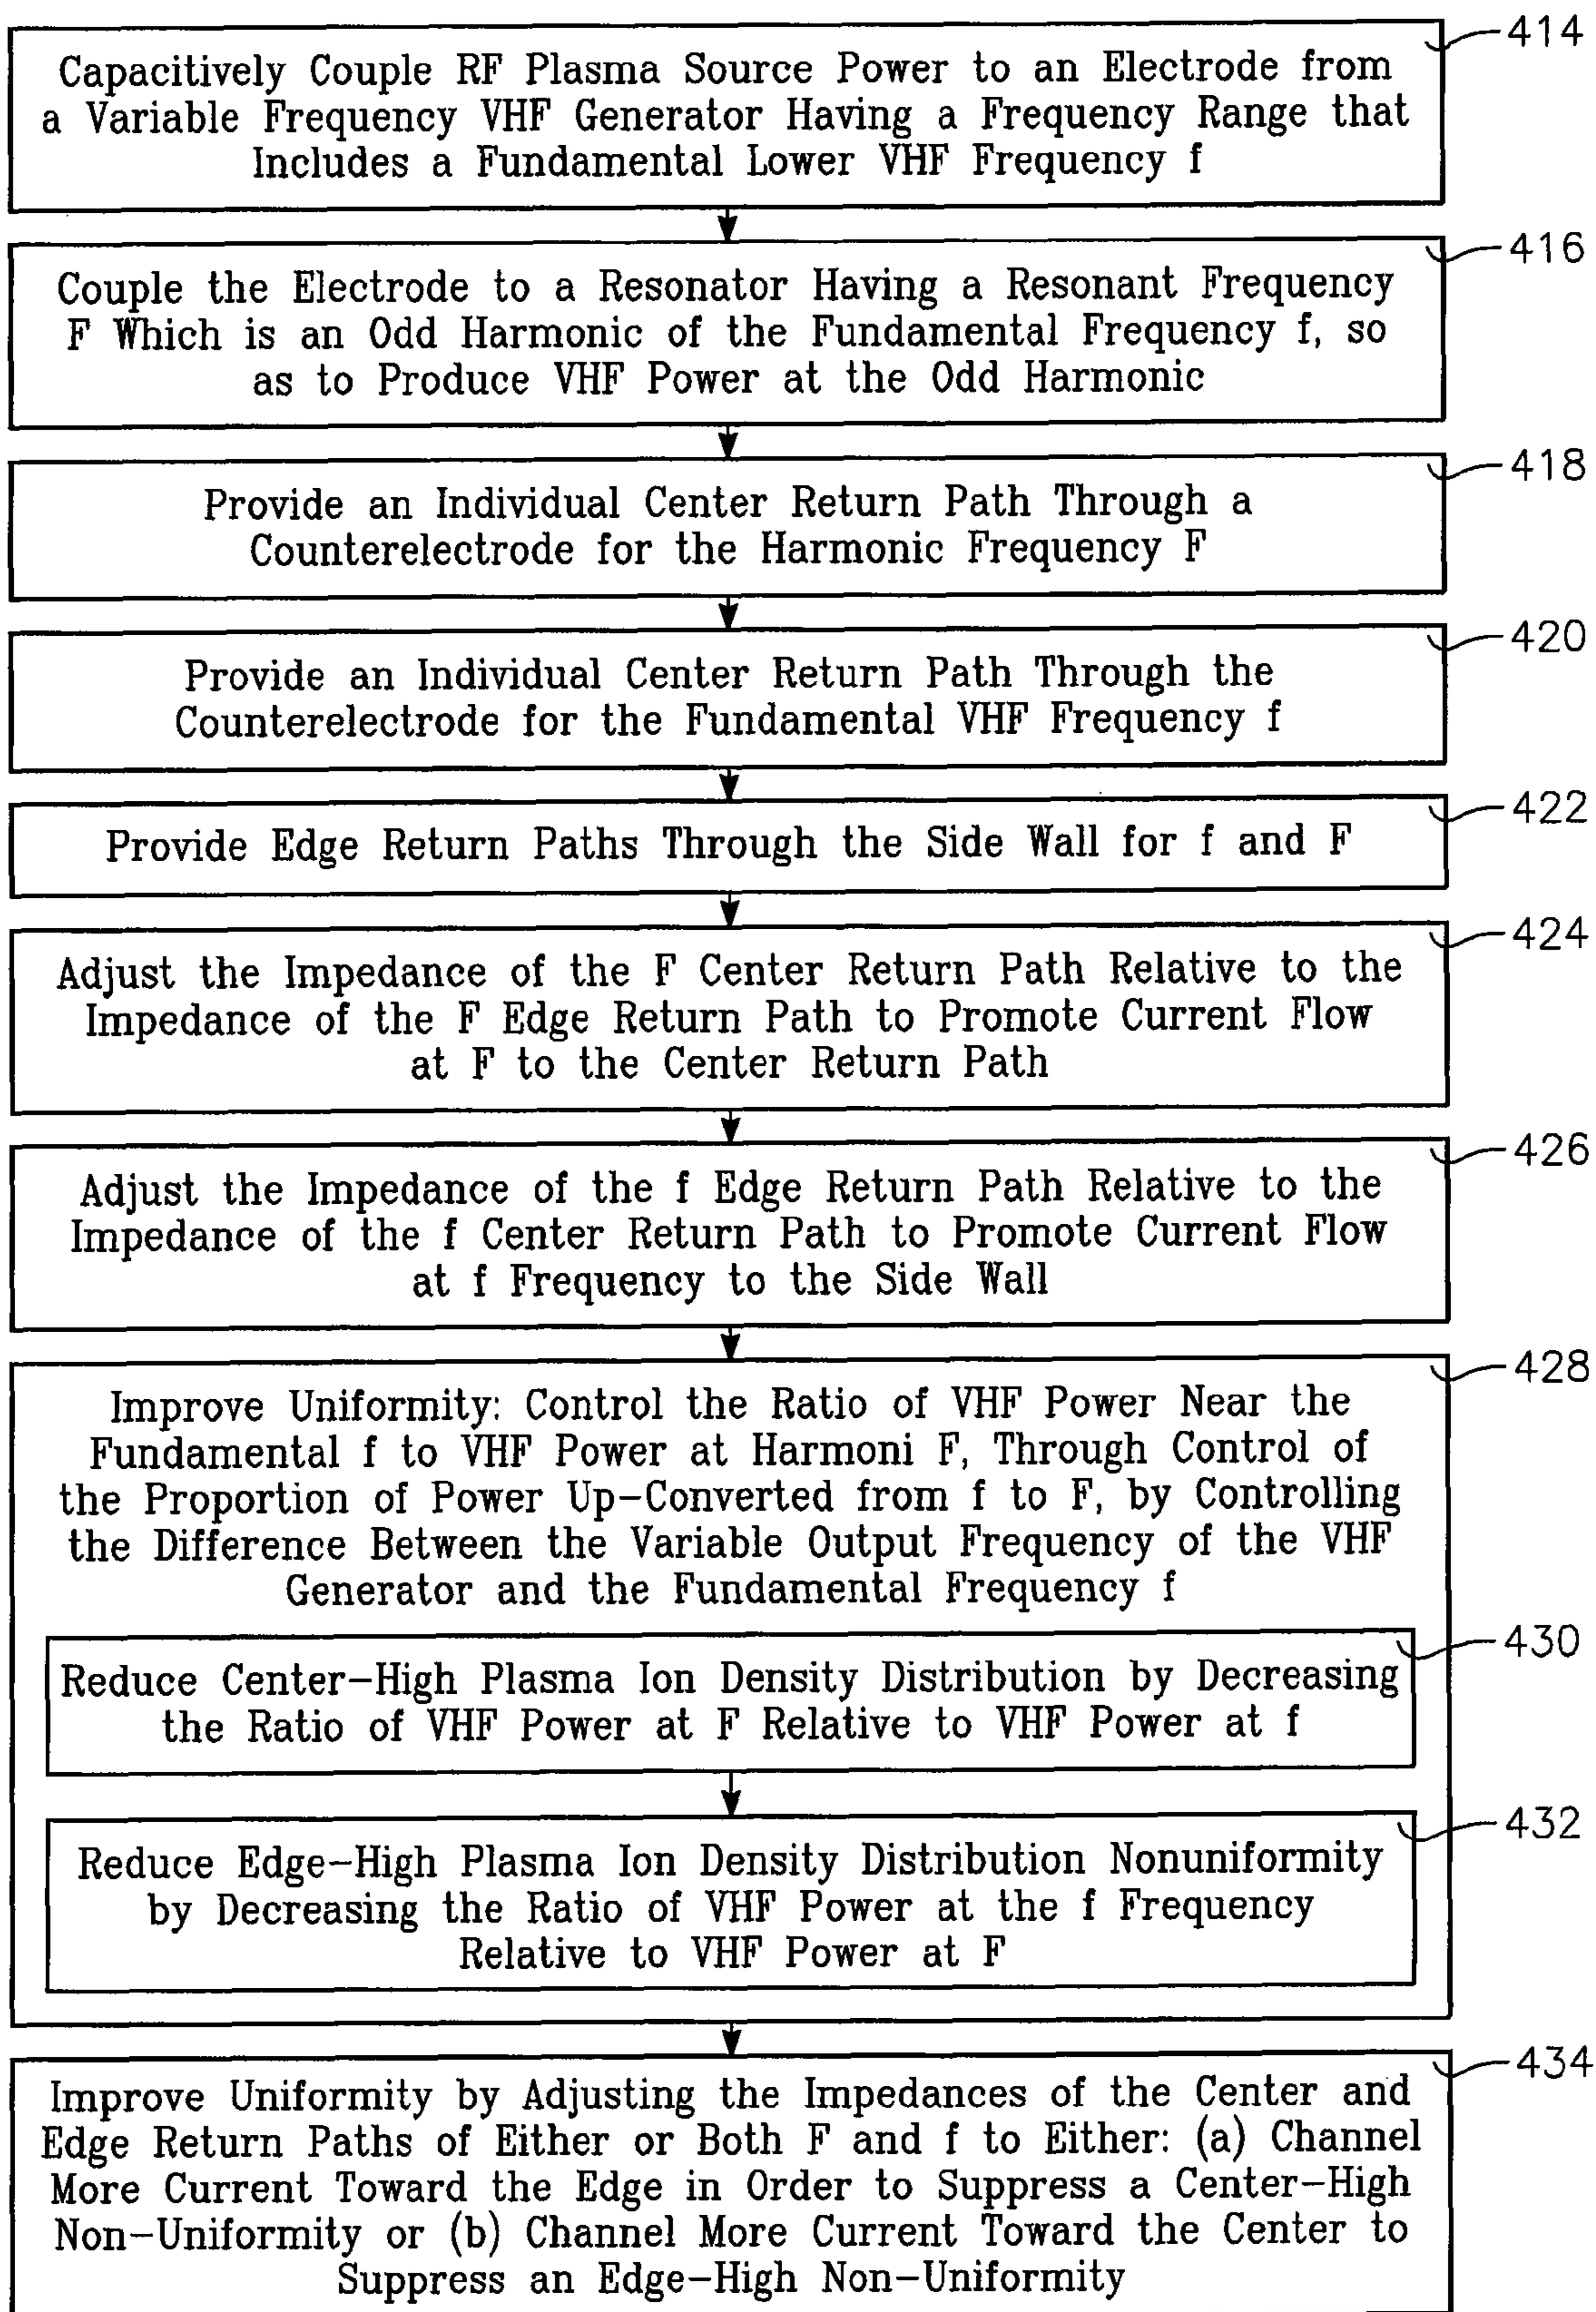 414
Capacitively Couple RF Plasma Source Power to an Electrode from
a Variable Frequency VHF Generator Having a Frequency Range that
Includes a Fundamental Lower VHF Frequency f
416
Couple the Electrode to a Resonator Having a Resonant Frequency
F Which is an Odd Harmonic of the Fundamental Frequency f, so
as to Produce VHF Power at the Odd Harmonic
418
Provide an Individual Center Return Path Through a
Counterelectrode for the Harmonic Frequency F
420
Provide an Individual Center Return Path Through the
Counterelectrode for the Fundamental VHF Frequency f
422
Provide Edge Return Paths Through the Side Wall for f and F
424
Adjust the Impedance of the F Center Return Path Relative to the
Impedance of the F Edge Return Path to Promote Current Flow
at F to the Center Return Path
426
Adjust the Impedance of the f Edge Return Path Relative to the
Impedance of the f Center Return Path to Promote Current Flow
at f Frequency to the Side Wall
428
Improve Uniformity: Control the Ratio of VHF Power Near the
Fundamental f to VHF Power at Harmoni F, Through Control of
the Proportion of Power Up-Converted from f to F, by Controlling
the Difference Between the Variable Output Frequency of the VHF
Generator and the Fundamental Frequency f
430
Reduce Center-High Plasma Ion Density Distribution by Decreasing
the Ratio of VHF Power at F Relative to VHF Power at f
432
Reduce Edge-High Plasma Ion Density Distribution Nonuniformity
by Decreasing the Ratio of VHF Power at the f Frequency
Relative to VHF Power at F
434
Improve Uniformity by Adjusting the Impedances of the Center and
Edge Return Paths of Either or Both F and f to Either: (a) Channel
More Current Toward the Edge in Order to Suppress a Center-High
Non-Uniformity or (b) Channel More Current Toward the Center to
Suppress an Edge-High Non-Uniformity